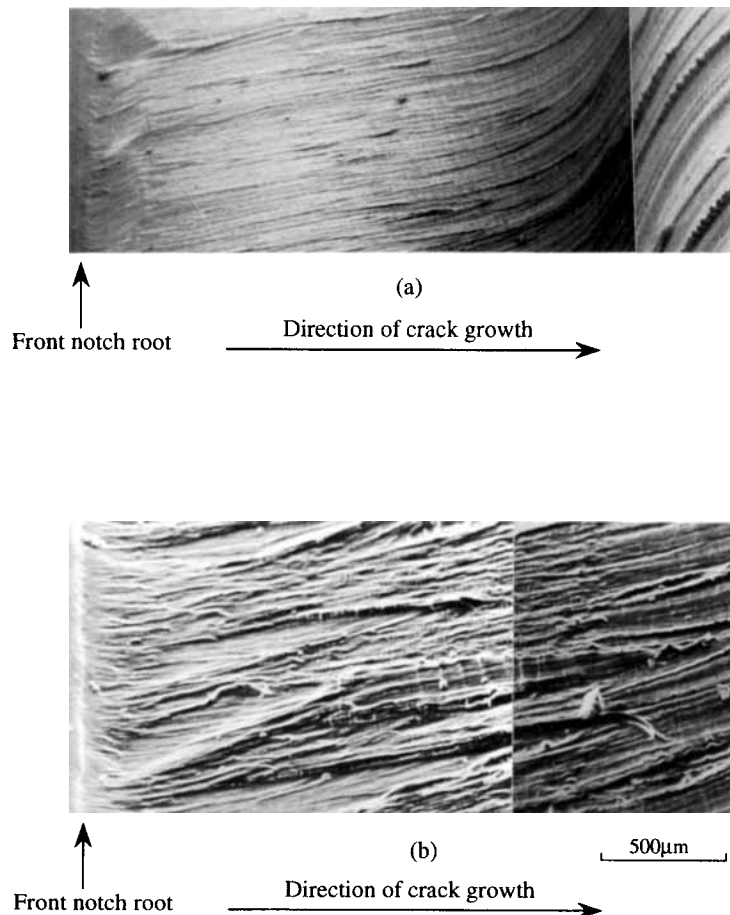 (a)
Front notch root
Direction of crack growth
(b)
500μm
Front notch root
Direction of crack growth